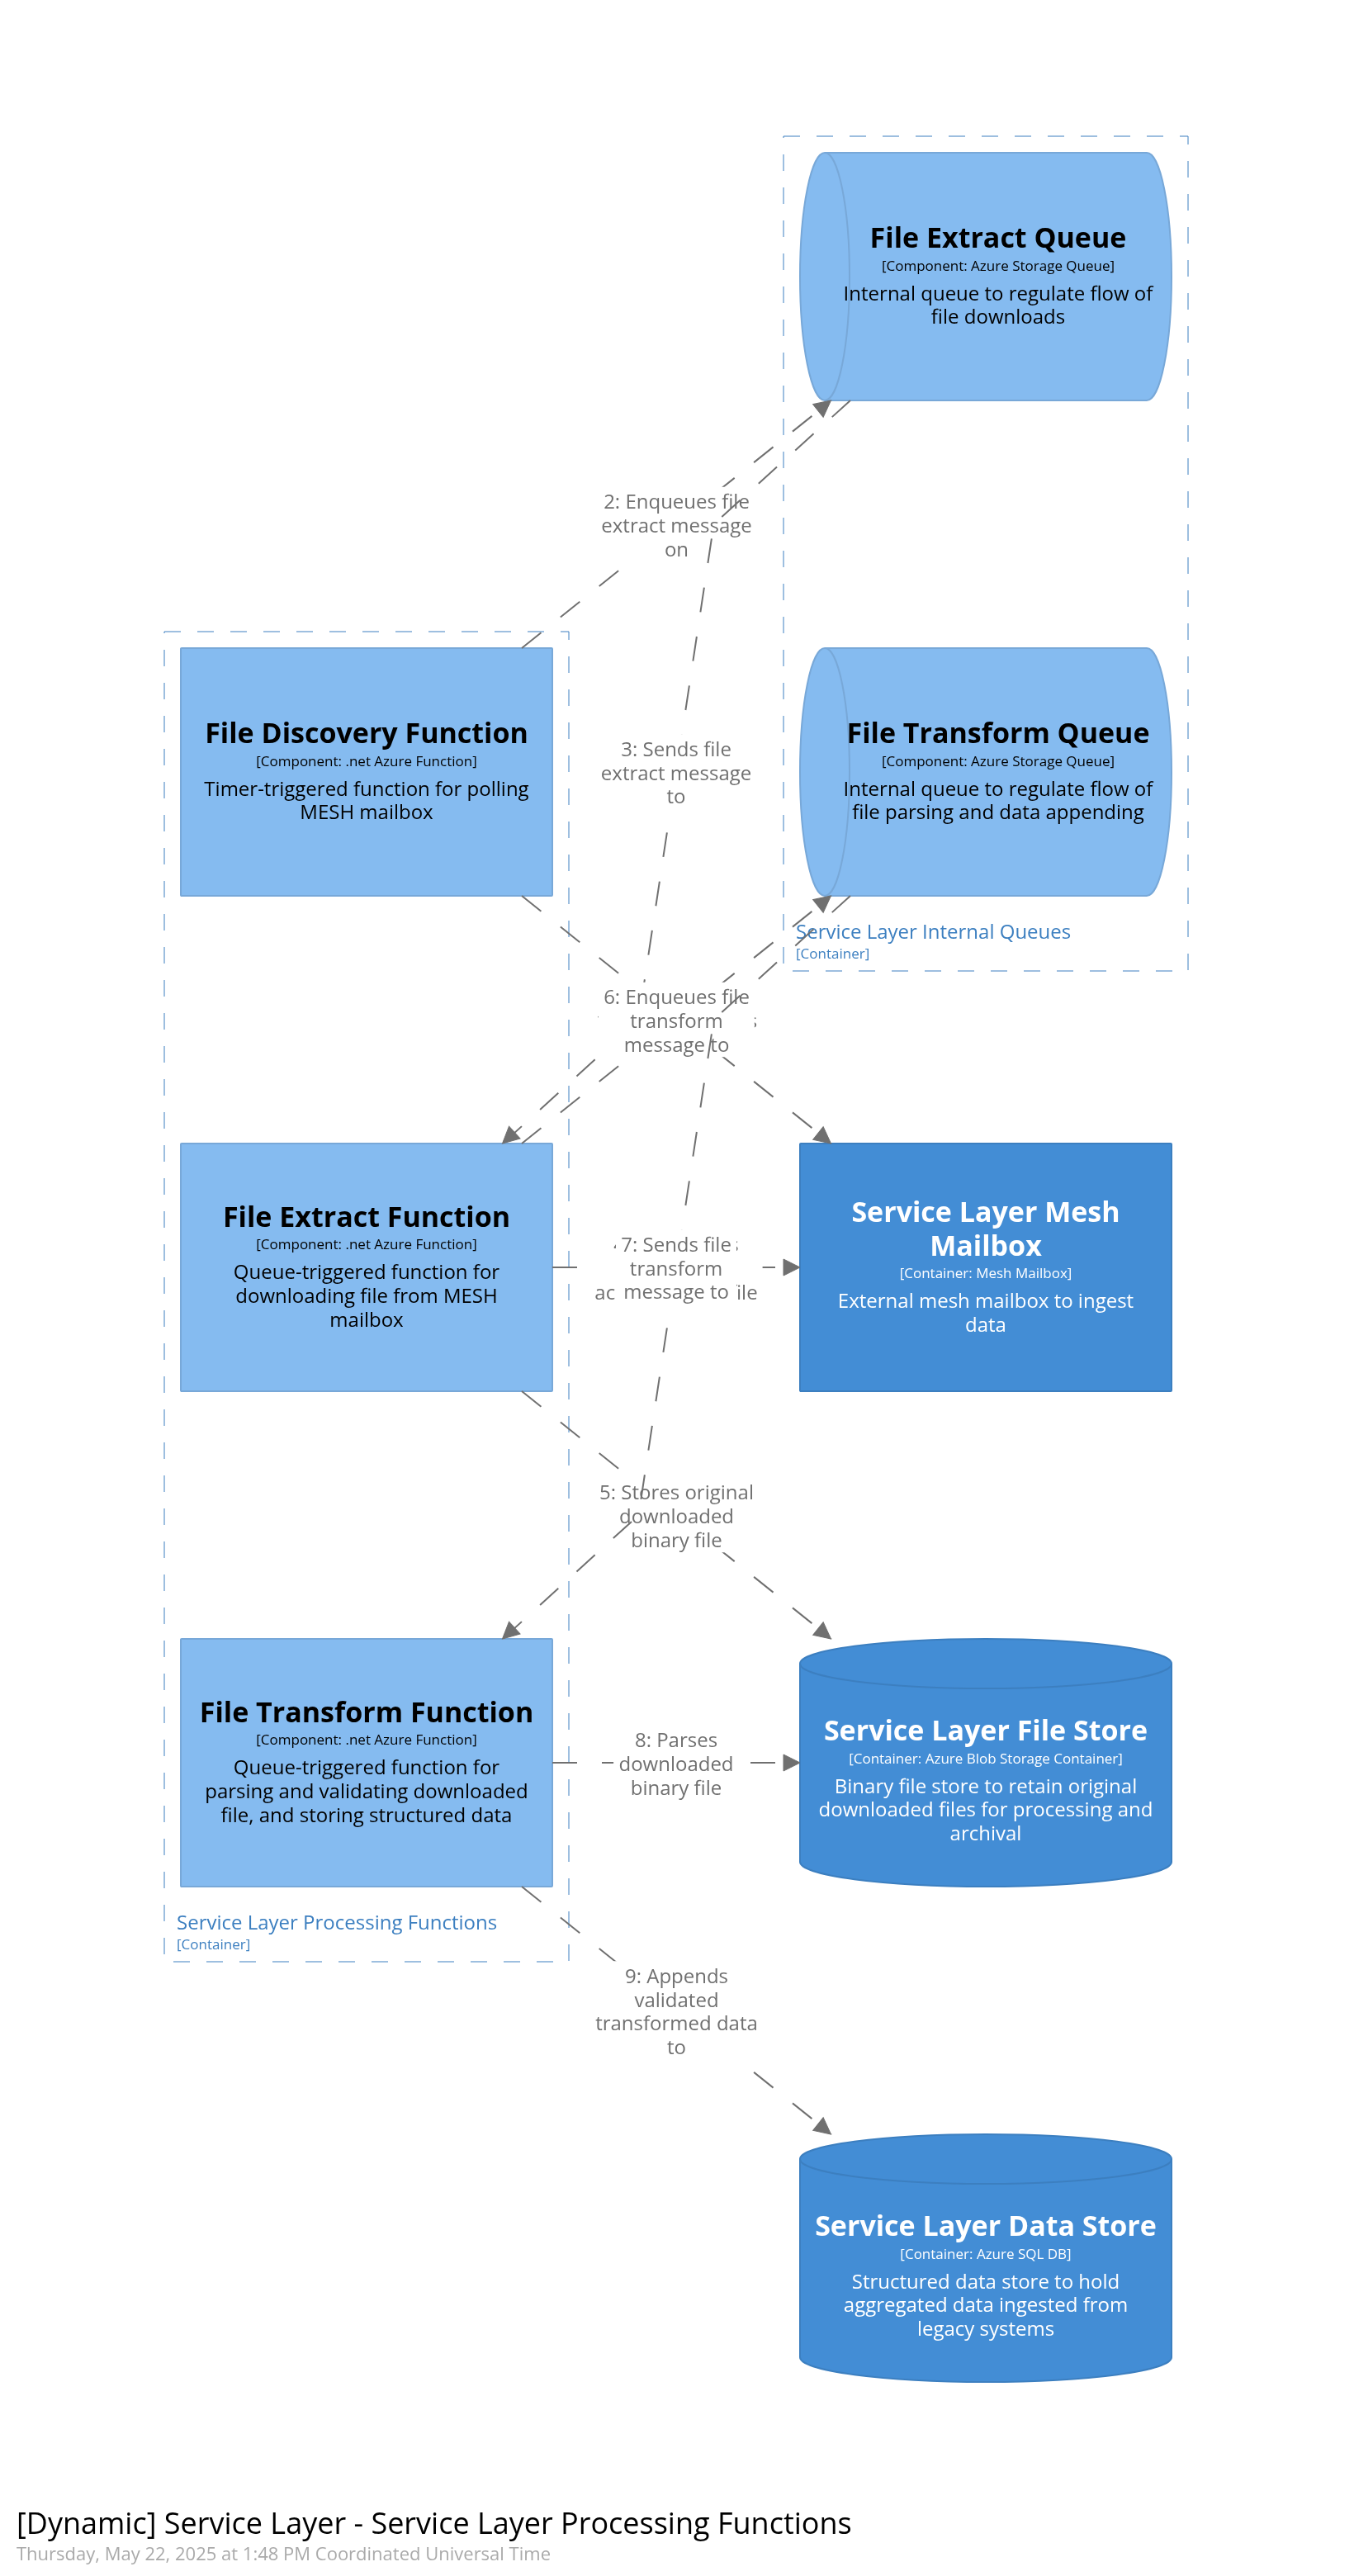 File Extract Queue
[Component: Azure Storage Queue]
Internal queue to regulate flow of
file downloads
2: Enqueues file
extract message
on
File Discovery Function
[Component: .net Azure Function]
Timer-triggered function for polling
MESH mailbox
3: Sends file
extract message
to
File Transform Queue
[Component: Azure Storage Queue]
Internal queue to regulate flow of
file parsing and data appending
Service Layer Internal Queues
[Container]
6: Enqueues file
transform
message to
File Extract Function
[Component: .net Azure Function]
Queue-triggered function for
downloading file from MESH
mailbox
7: Sends file
transform
message to
Service Layer Mesh
Mailbox
[Container: Mesh Mailbox]
External mesh mailbox to ingest
data
5: Stores original
downloaded
binary file
File Transform Function
[Component: .net Azure Function]
Queue-triggered function for
parsing and validating downloaded
file, and storing structured data
8: Parses
downloaded
binary file
Service Layer File Store
[Container: Azure Blob Storage Container]
Binary file store to retain original
downloaded files for processing and
archival
Service Layer Processing Functions
[Container]
9: Appends
validated
transformed data
to
Service Layer Data Store
[Container: Azure SQL DB]
Structured data store to hold
aggregated data ingested from
legacy systems
[Dynamic] Service Layer - Service Layer Processing Functions
Thursday, May 22, 2025 at 1:48 PM Coordinated Universal Time